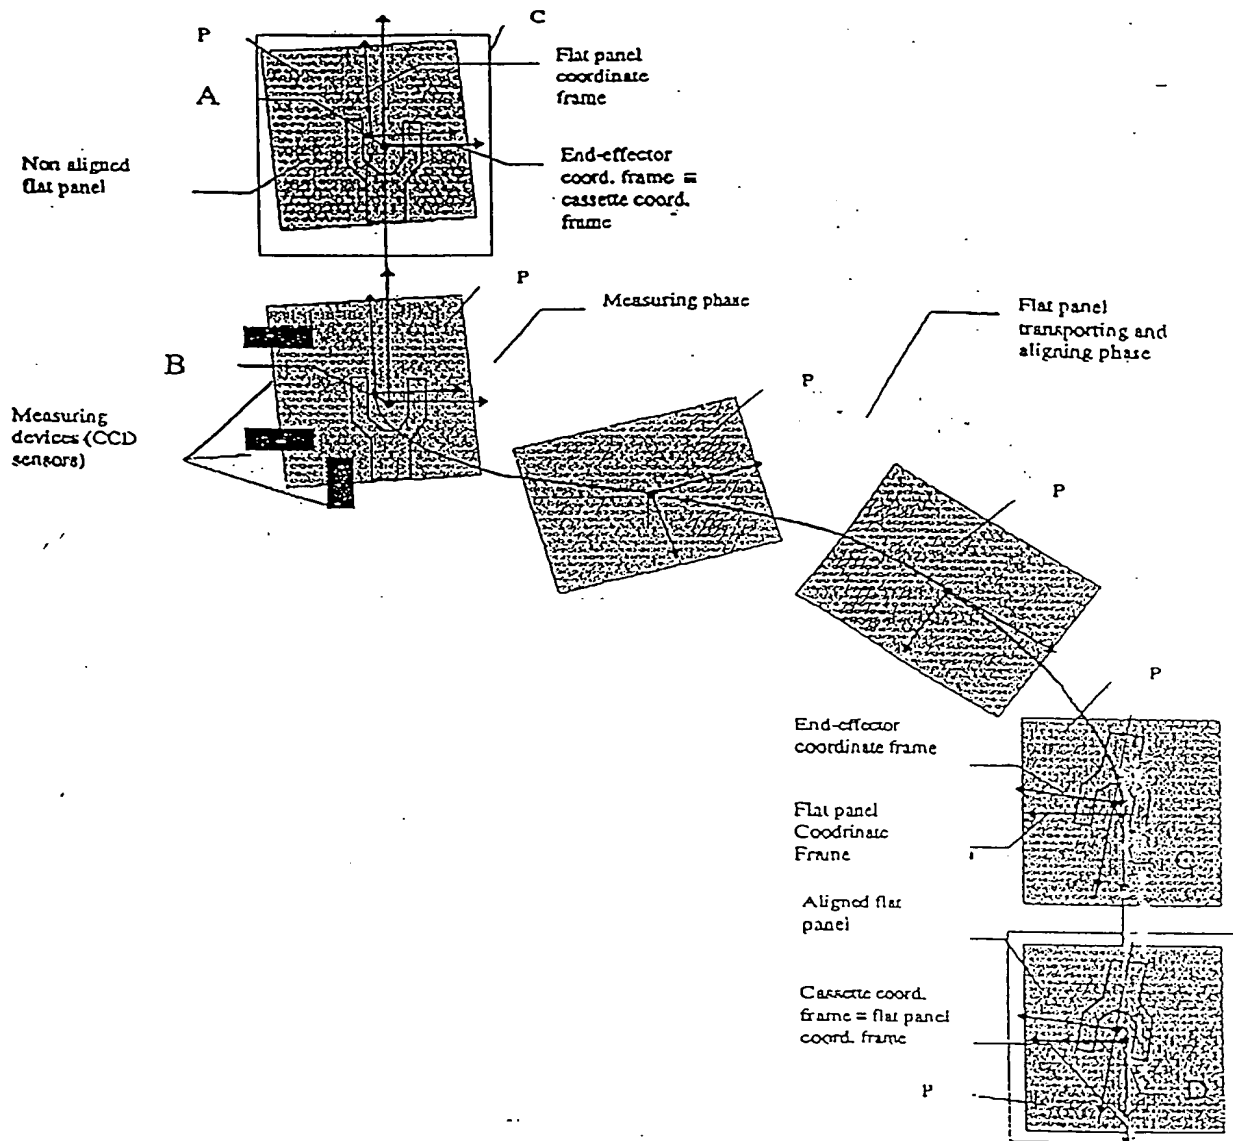 C
P
Flat panel
coordinate
frame
A
Non aligned
flat panel
End-effector
coord. frame ≡
cassette coord.
frame
P
Measuring phase
Flat panel
transporting and
aligning phase
B
P
Measuring
devices (CCD
sensors)
P
P
End-effector
coordinate frame
Flat panel
Coodrinate
Frame
C
Aligned flat
panel
Cassette coord.
frame = flat panel
coord. frame
D
P